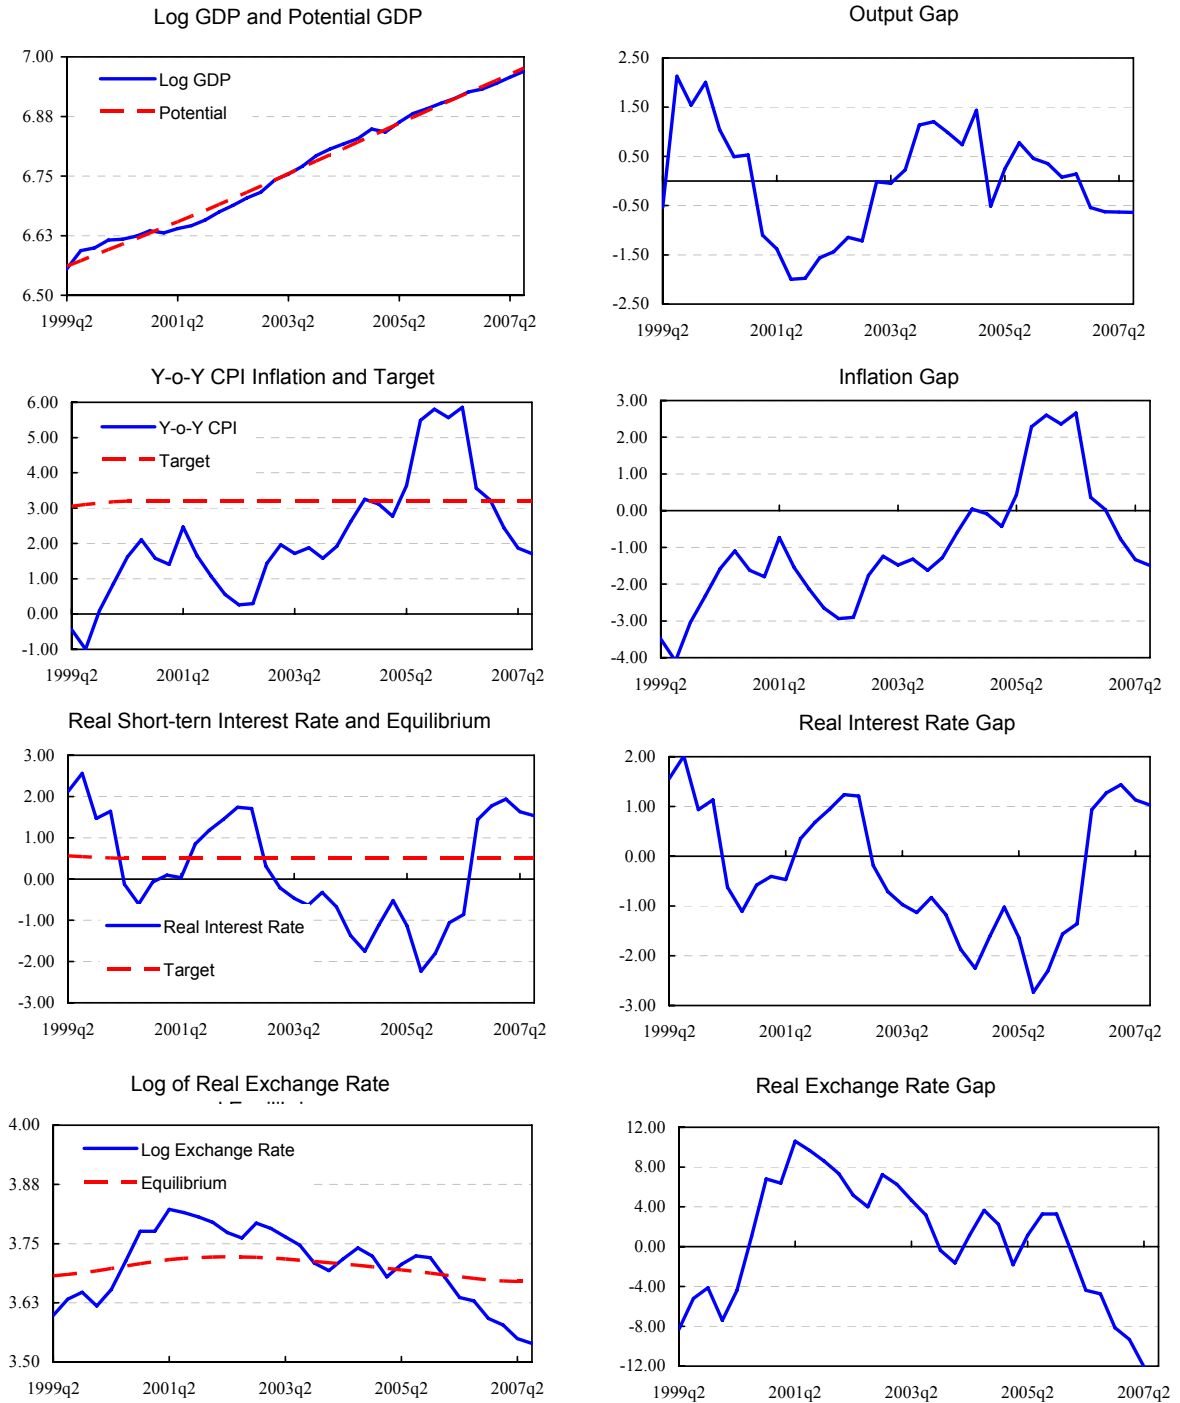 Log GDP and Potential GDP
7.00
6.88
6.75
6.63
6.50
Log GDP
Potential
1999q2 2001q2 2003q2 2005q2 2007q2
Output Gap
2.50
1.50
0.50
-0.50
-1.50
-2.50
1999q2 2001q2 2003q2 2005q2 2007q2
Y-o-Y CPI Inflation and Target
6.00
5.00
4.00
3.00
2.00
1.00
0.00
-1.00
Y-o-Y CPI
Target
1999q2 2001q2 2003q2 2005q2 2007q2
Inflation Gap
3.00
2.00
1.00
0.00
-1.00
-2.00
-3.00
-4.00
1999q2 2001q2 2003q2 2005q2 2007q2
Real Short-tern Interest Rate and Equilibrium
3.00
2.00
1.00
0.00
-1.00
-2.00
-3.00
Real Interest Rate
Target
1999q2 2001q2 2003q2 2005q2 2007q2
Real Interest Rate Gap
2.00
1.00
0.00
-1.00
-2.00
-3.00
1999q2 2001q2 2003q2 2005q2 2007q2
Log of Real Exchange Rate
4.00
3.88
3.75
3.63
3.50
Log Exchange Rate
Equilibrium
1999q2 2001q2 2003q2 2005q2 2007q2
Real Exchange Rate Gap
12.00
8.00
4.00
0.00
-4.00
-8.00
-12.00
1999q2 2001q2 2003q2 2005q2 2007q2